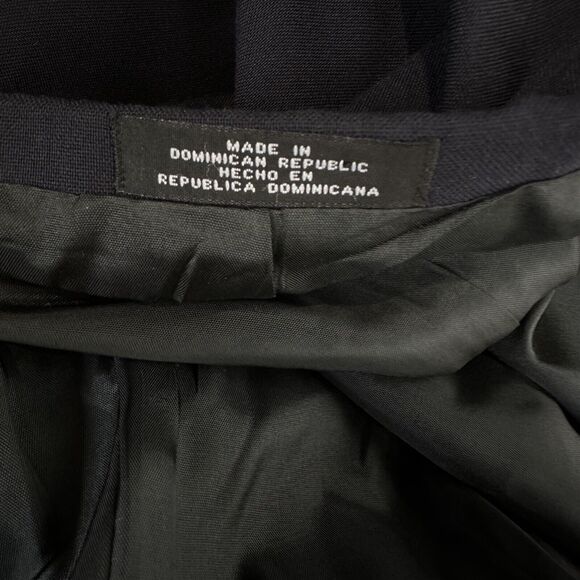 MADE IN
DOMINICAN REPUBLIC
HECHO EN
REPUBLICA DOMINICANA